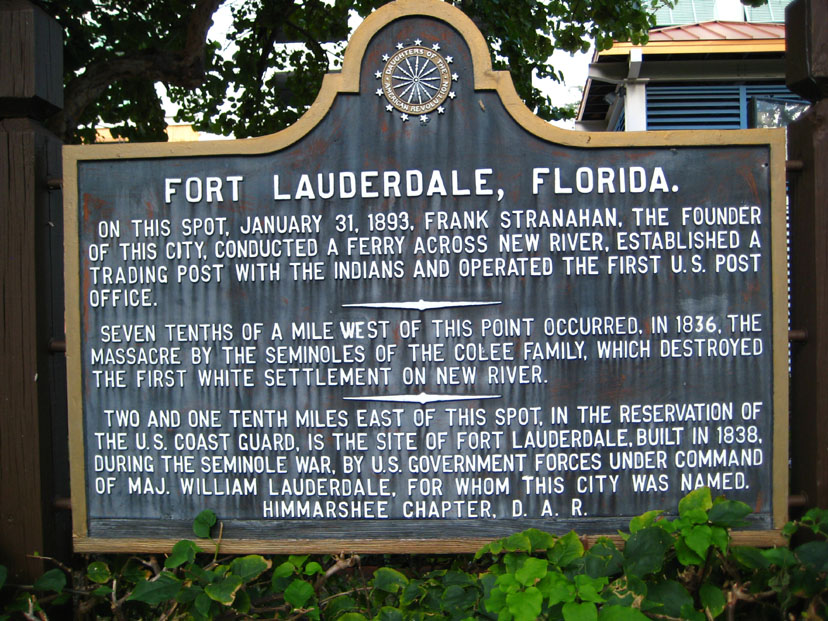 DAUGHTERS OF THE
AMERICAN REVOLUTION
FORT LAUDERDALE, FLORIDA.
ON THIS SPOT, JANUARY 31, 1893, FRANK STRANAHAN, THE FOUNDER
OF THIS CITY, CONDUCTED A FERRY ACROSS NEW RIVER, ESTABLISHED A
TRADING POST WITH THE INDIANS AND OPERATED THE FIRST U.S. POST
OFFICE.
SEVEN TENTHS OF A MILE WEST OF THIS POINT OCCURRED, IN 1836, THE
MASSACRE BY THE SEMINOLES OF THE COLEE FAMILY, WHICH DESTROYED
THE FIRST WHITE SETTLEMENT ON NEW RIVER.
TWO AND ONE TENTH MILES EAST OF THIS SPOT, IN THE RESERVATION OF
THE U.S. COAST GUARD, IS THE SITE OF FORT LAUDERDALE, BUILT IN 1838,
DURING THE SEMINOLE WAR, BY U.S. GOVERNMENT FORCES UNDER COMMAND
OF MAJ. WILLIAM LAUDERDALE, FOR WHOM THIS CITY WAS NAMED.
HIMMARSHEE CHAPTER, D. A. R.